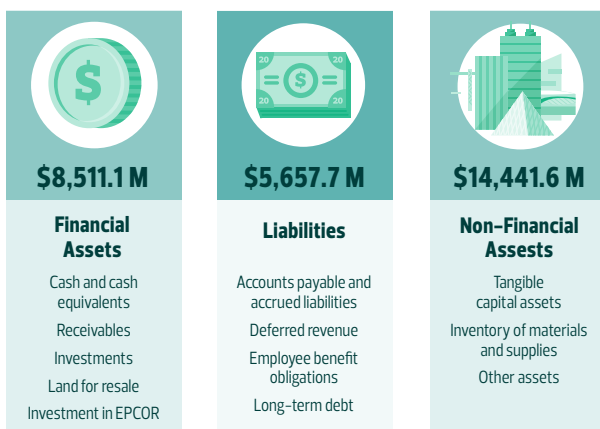 $8,511.1 M
Financial
Assets
Cash and cash
equivalents
Receivables
Investments
Land for resale
Investment in EPCOR
20
20
20
20
$
$5,657.7 M
Liabilities
Accounts payable and
accrued liabilities
Deferred revenue
Employee benefit
obligations
Long-term debt
$14,441.6 M
Non-Financial
Assests
Tangible
capital assets
Inventory of materials
and supplies
Other assets